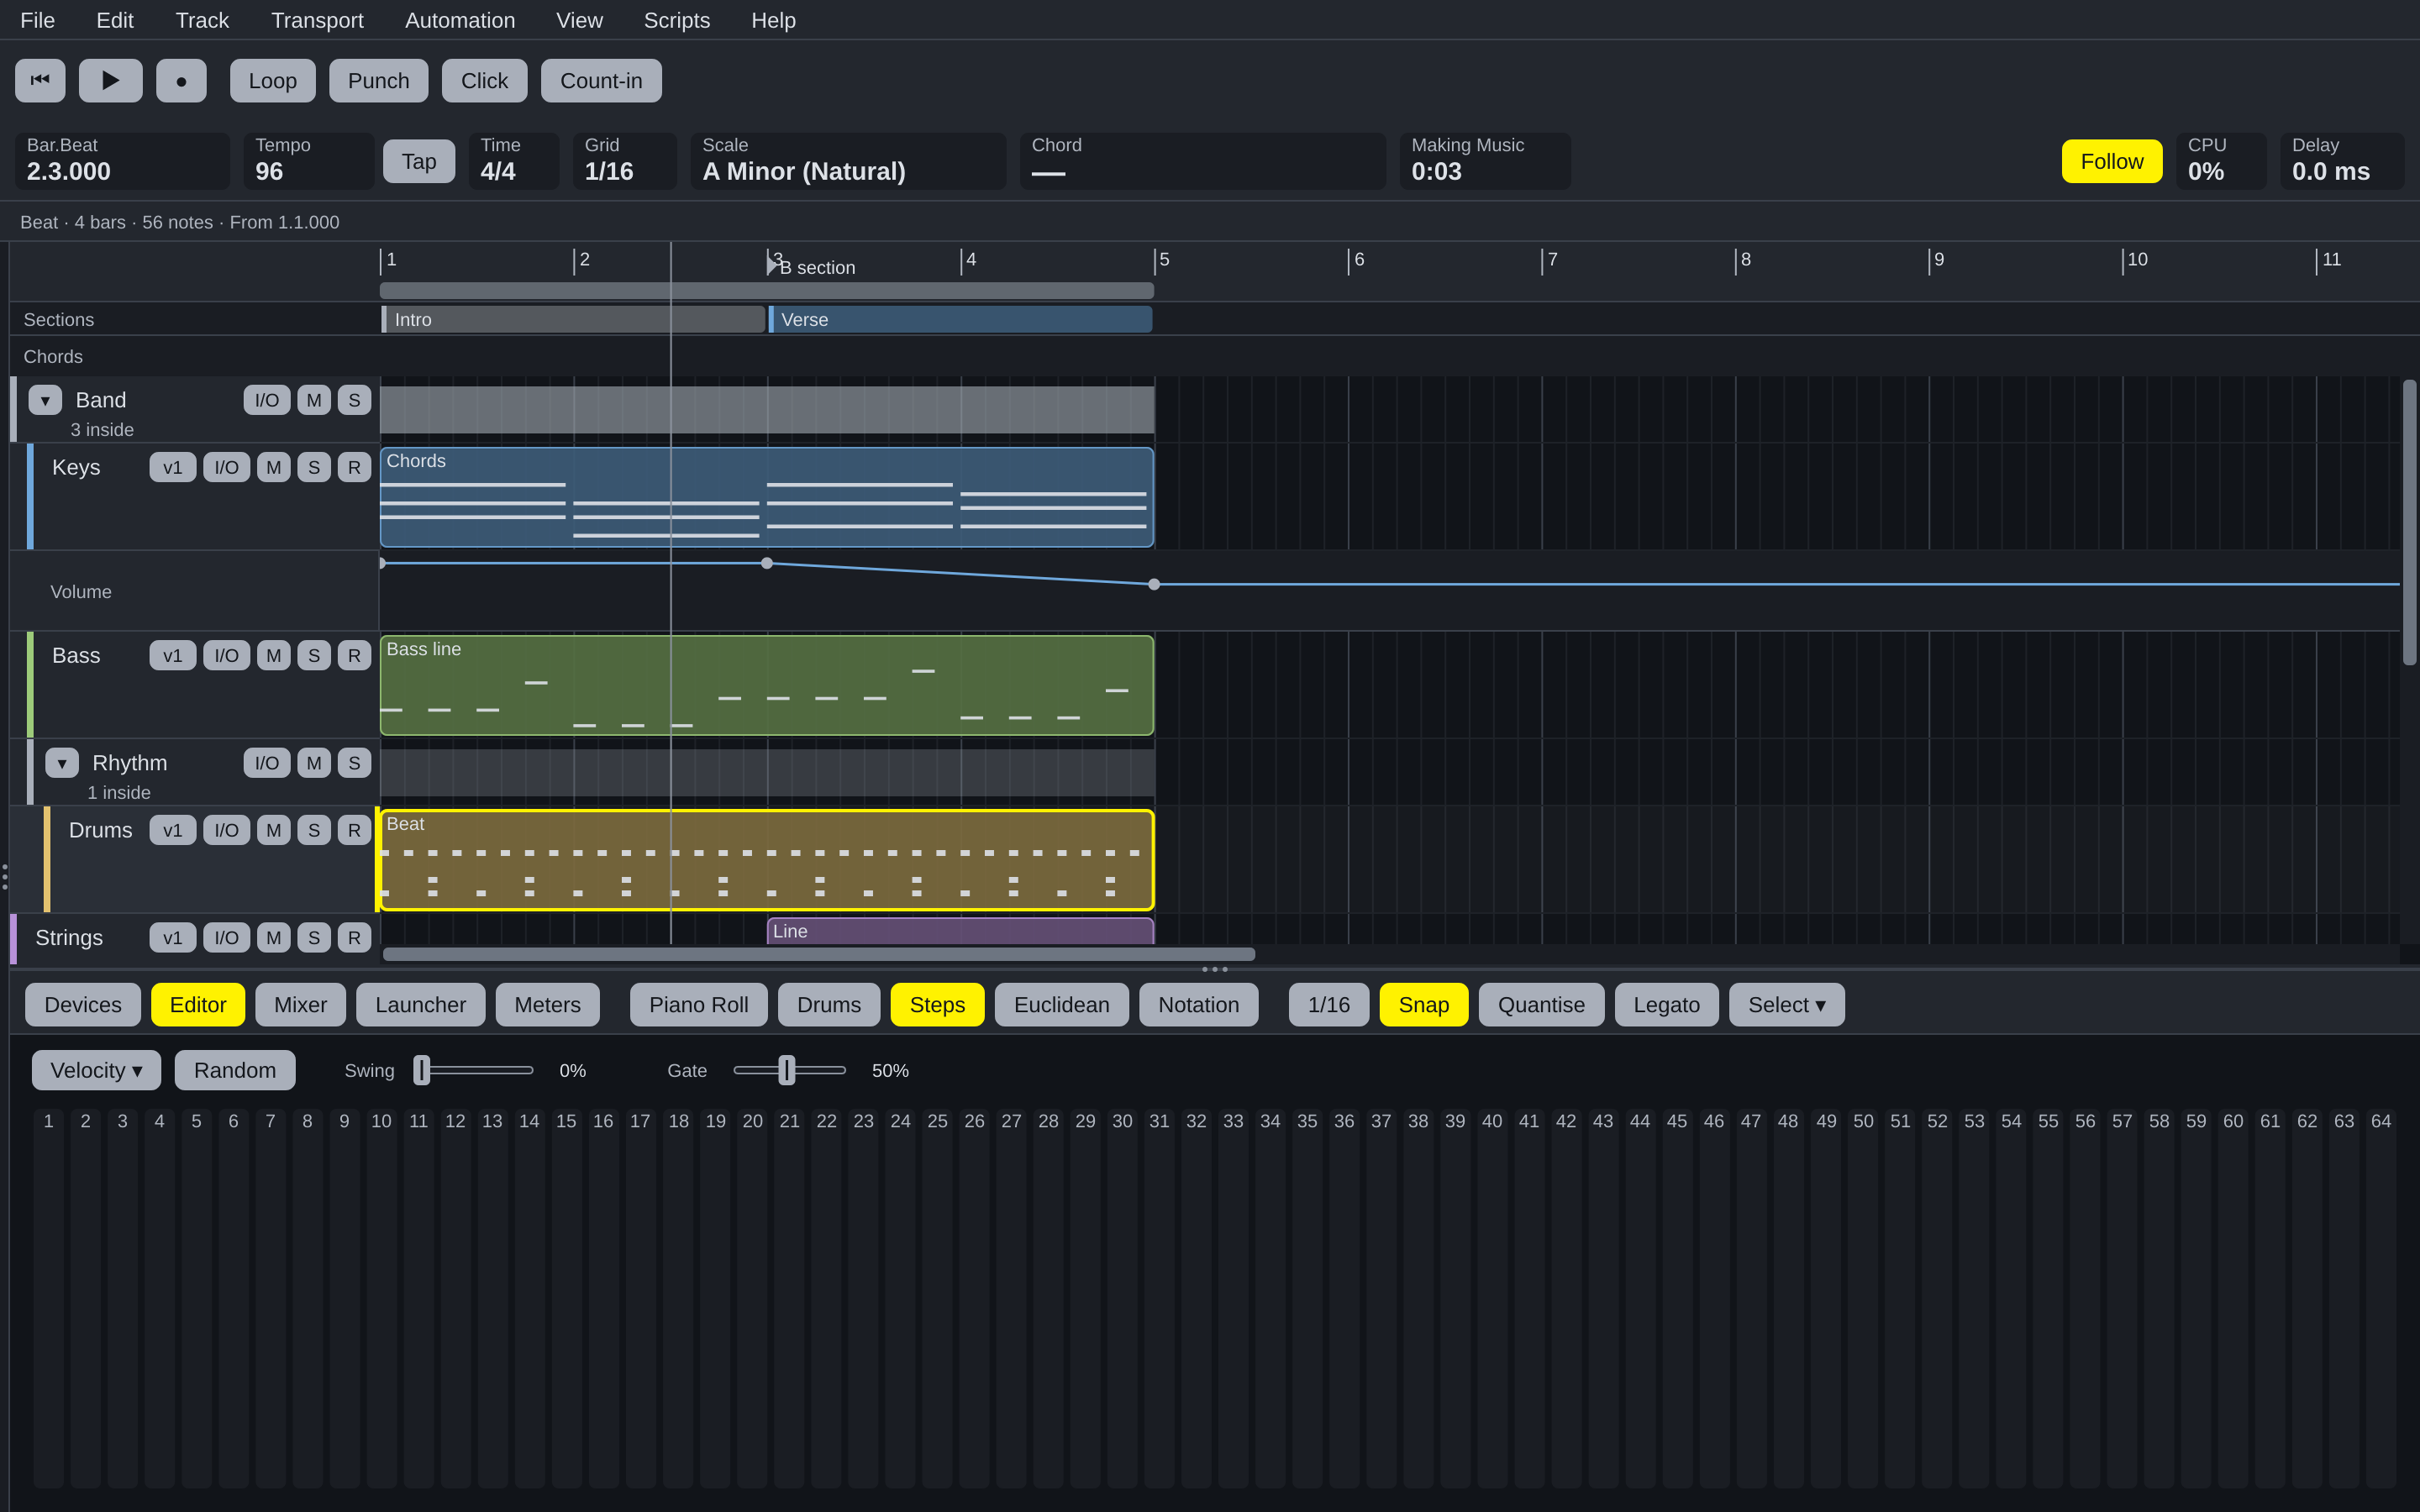 File Edit Track Transport Automation View Scripts Help
Loop Punch Click Count-in
Bar.Beat Tempo Time Grid Scale Chord Making Music CPU Delay
2.3.000 96 Tap 4/4 1/16 A Minor (Natural) — 0:03 Follow 0% 0.0 ms
Beat · 4 bars · 56 notes · From 1.1.000
1 2 3 4 5 6 7 8 9 10 11
B section
Sections Intro Verse
Chords
▾ Band I/O M S
3 inside
Keys v1 I/O M S R Chords
Volume
Bass v1 I/O M S R Bass line
▾ Rhythm I/O M S
1 inside
Drums v1 I/O M S R Beat
Strings v1 I/O M S R Line
Devices Editor Mixer Launcher Meters Piano Roll Drums Steps Euclidean Notation 1/16 Snap Quantise Legato Select ▾
Velocity ▾ Random Swing 0% Gate 50%
1 2 3 4 5 6 7 8 9 10 11 12 13 14 15 16 17 18 19 20 21 22 23 24 25 26 27 28 29 30 31 32 33 34 35 36 37 38 39 40 41 42 43 44 45 46 47 48 49 50 51 52 53 54 55 56 57 58 59 60 61 62 63 64